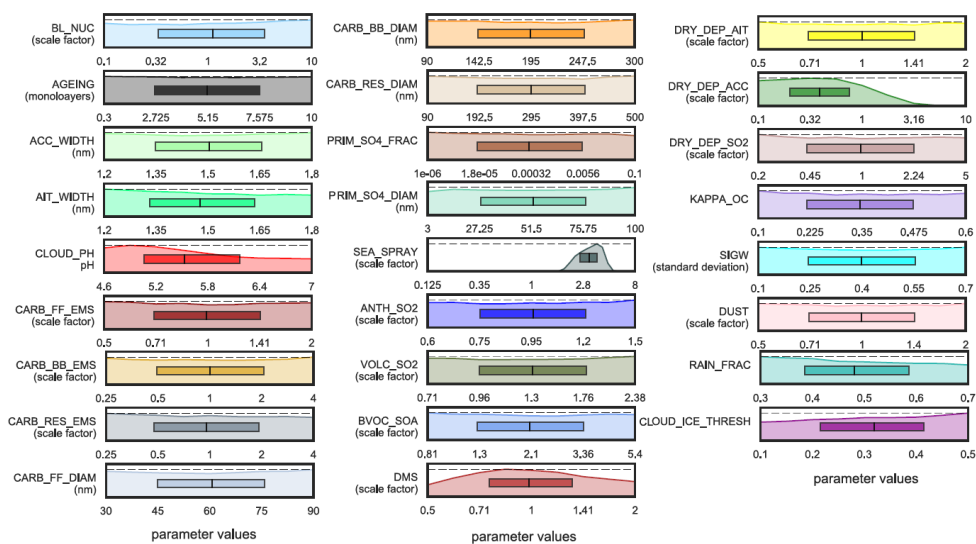 BL_NUC
(scale factor)
0.1 0.32 1 3.2 10
AGEING
(monoloayers)
0.3 2.725 5.15 7.575 10
ACC_WIDTH
(nm)
1.2 1.35 1.5 1.65 1.8
AIT_WIDTH
(nm)
1.2 1.35 1.5 1.65 1.8
CLOUD_PH
pH
4.6 5.2 5.8 6.4 7
CARB_FF_EMS
(scale factor)
0.5 0.71 1 1.41 2
CARB_BB_EMS
(scale factor)
0.25 0.5 1 2 4
CARB_RES_EMS
(scale factor)
0.25 0.5 1 2 4
CARB_FF_DIAM
(nm)
30 45 60 75 90
parameter values
CARB_BB_DIAM
(nm)
90 142,5 195 247,5 300
CARB_RES_DIAM
(nm)
90 192,5 295 397,5 500
PRIM_SO4_FRAC
1e-06 1.8e-05 0.00032 0.0056 0.1
PRIM_SO4_DIAM
(nm)
3 27,25 51,5 75,75 100
SEA_SPRAY
(scale factor)
0.125 0.35 1 2.8 8
ANTH_SO2
(scale factor)
0.6 0.75 0.95 1.2 1.5
VOLC_SO2
(scale factor)
0.71 0.96 1.3 1.76 2.38
BVOC_SOA
(scale factor)
0.81 1.3 2.1 3.36 5.4
DMS
(scale factor)
0.5 0.71 1 1.41 2
parameter values
DRY_DEP_AIT
(scale factor)
0.5 0.71 1 1.41 2
DRY_DEP_ACC
(scale factor)
0.1 0.32 1 3.16 10
DRY_DEP_SO2
(scale factor)
0.2 0.45 1 2.24 5
KAPPA_OC
0.1 0.225 0.35 0.475 0.6
SIGW
(standard deviation)
0.1 0.25 0.4 0.55 0.7
DUST
(scale factor)
0.5 0.71 1 1.4 2
RAIN_FRAC
0.3 0.4 0.5 0.6 0.7
CLOUD_ICE_THRESH
0.1 0.2 0.3 0.4 0.5
parameter values